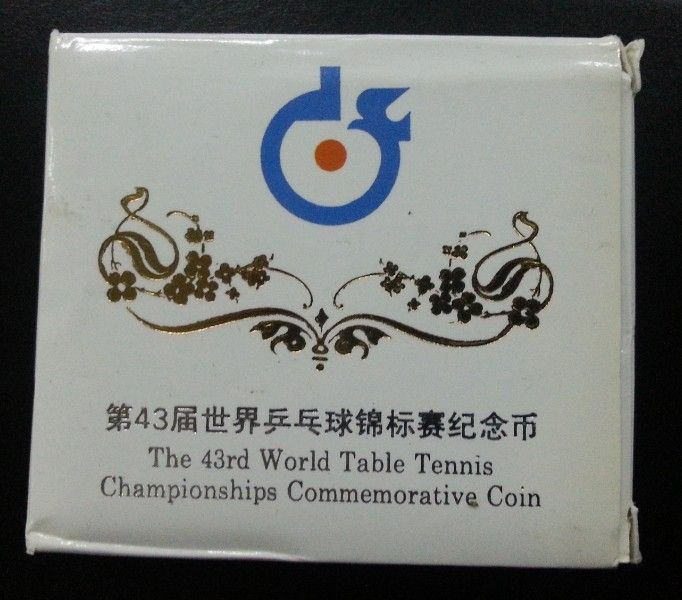 第43届世界乒乓球锦标赛纪念币
The 43rd World Table Tennis
Championships Commemorative Coin